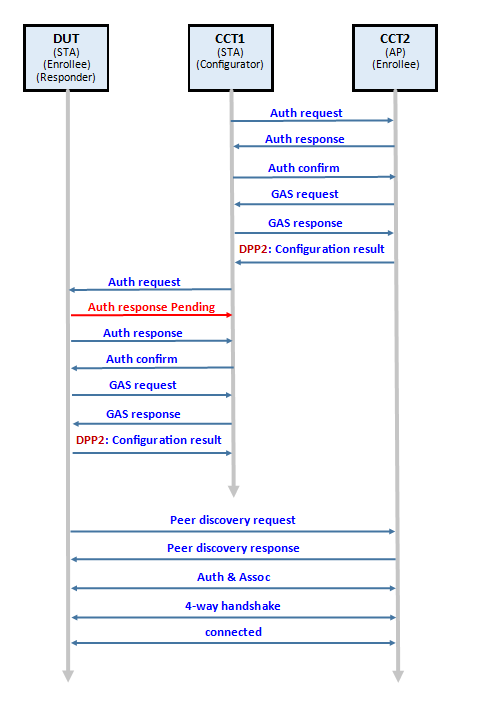 DUT
(STA)
(Enrollee)
(Responder)
CCT1
(STA)
(Configurator)
CCT2
(AP)
(Enrollee)
Auth request
Auth response
Auth confirm
GAS request
GAS response
DPP2: Configuration result
Auth request
Auth response Pending
Auth response
Auth confirm
GAS request
GAS response
DPP2: Configuration result
Peer discovery request
Peer discovery response
Auth & Assoc
4-way handshake
connected